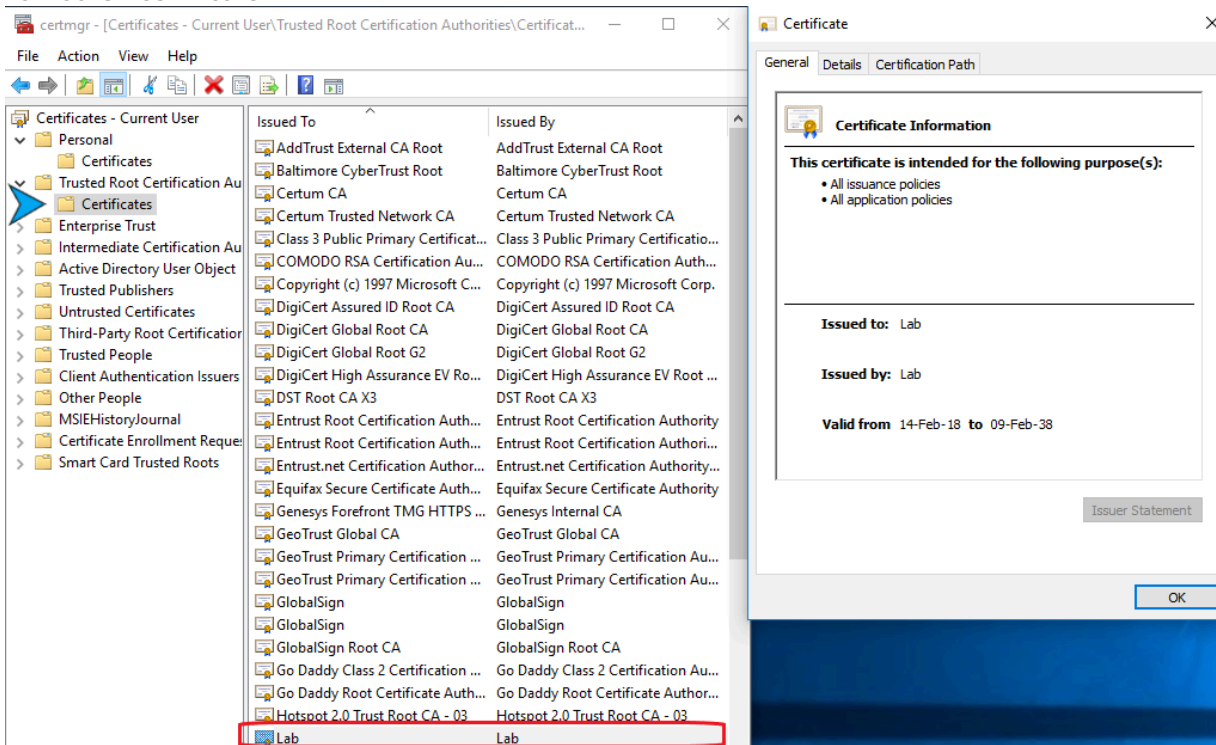 certmgr - [Certificates - Current User\Trusted Root Certification Authorities\Certificat...
File Action View Help
Certificates - Current User
Personal
Certificates
Trusted Root Certification Au
Certificates
Enterprise Trust
Intermediate Certification Au
Active Directory User Object
Trusted Publishers
Untrusted Certificates
Third-Party Root Certification
Trusted People
Client Authentication Issuers
Other People
MSIEHistoryJournal
Certificate Enrollment Reque
Smart Card Trusted Roots
Issued To Issued By
AddTrust External CA Root AddTrust External CA Root
Baltimore CyberTrust Root Baltimore CyberTrust Root
Certum CA Certum CA
Certum Trusted Network CA Certum Trusted Network CA
Class 3 Public Primary Certificat... Class 3 Public Primary Certificatio...
COMODO RSA Certification Au... COMODO RSA Certification Auth...
Copyright (c) 1997 Microsoft C... Copyright (c) 1997 Microsoft Corp.
DigiCert Assured ID Root CA DigiCert Assured ID Root CA
DigiCert Global Root CA DigiCert Global Root CA
DigiCert Global Root G2 DigiCert Global Root G2
DigiCert High Assurance EV Ro... DigiCert High Assurance EV Root ...
DST Root CA X3 DST Root CA X3
Entrust Root Certification Auth... Entrust Root Certification Authority
Entrust Root Certification Auth... Entrust Root Certification Authori...
Entrust.net Certification Author... Entrust.net Certification Authority...
Equifax Secure Certificate Auth... Equifax Secure Certificate Authority
Genesys Forefront TMG HTTPS ... Genesys Internal CA
GeoTrust Global CA GeoTrust Global CA
GeoTrust Primary Certification ... GeoTrust Primary Certification Au...
GeoTrust Primary Certification ... GeoTrust Primary Certification Au...
GlobalSign GlobalSign
GlobalSign GlobalSign
GlobalSign Root CA GlobalSign Root CA
Go Daddy Class 2 Certification ... Go Daddy Class 2 Certification Au...
Go Daddy Root Certificate Auth... Go Daddy Root Certificate Author...
Hotspot 2.0 Trust Root CA - 03 Hotspot 2.0 Trust Root CA - 03
Lab Lab
Certificate
General Details Certification Path
Certificate Information
This certificate is intended for the following purpose(s):
• All issuance policies
• All application policies
Issued to: Lab
Issued by: Lab
Valid from 14-Feb-18 to 09-Feb-38
Issuer Statement
OK